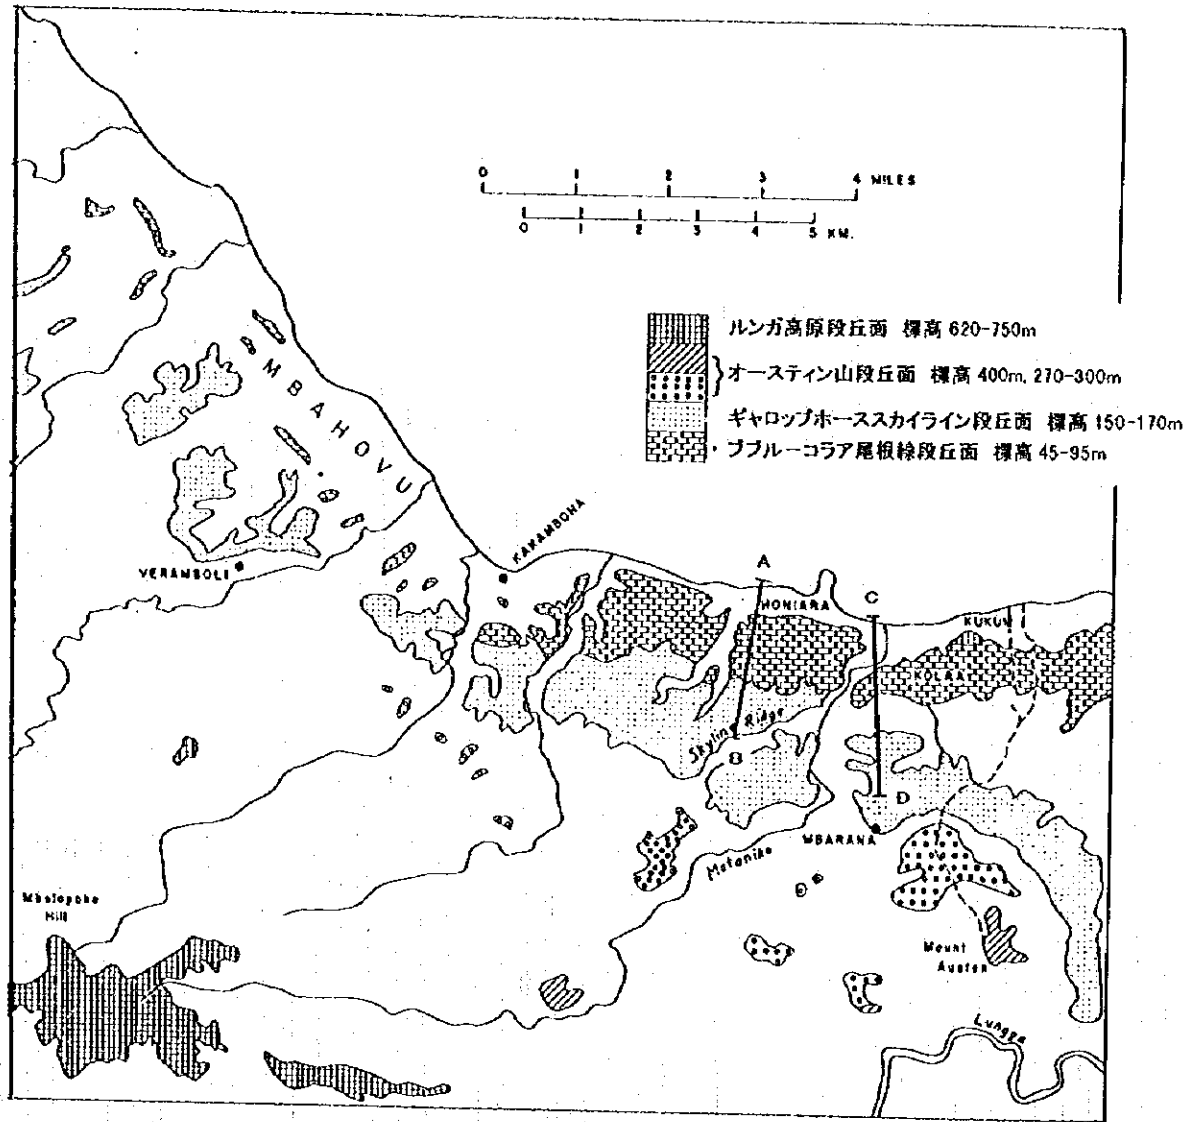 0 1 2 3 4 MILES
0 1 2 3 4 5 KM.
ルンガ高原段丘面 標高 620-750m
オースティン山段丘面 標高 400m, 270-300m
ギャロップホーススカイライン段丘面 標高 150-170m
ブブルーコラア尾根線段丘面 標高 45-95m
MBAHOVU
KAKAMBOHA
VERAMBOLI
A
HONIARA
C
KUKUM
KOLAA
Skyline Ridge
B
D
MBARANA
Mataniko
Hill
Mount
Austen
Lungga